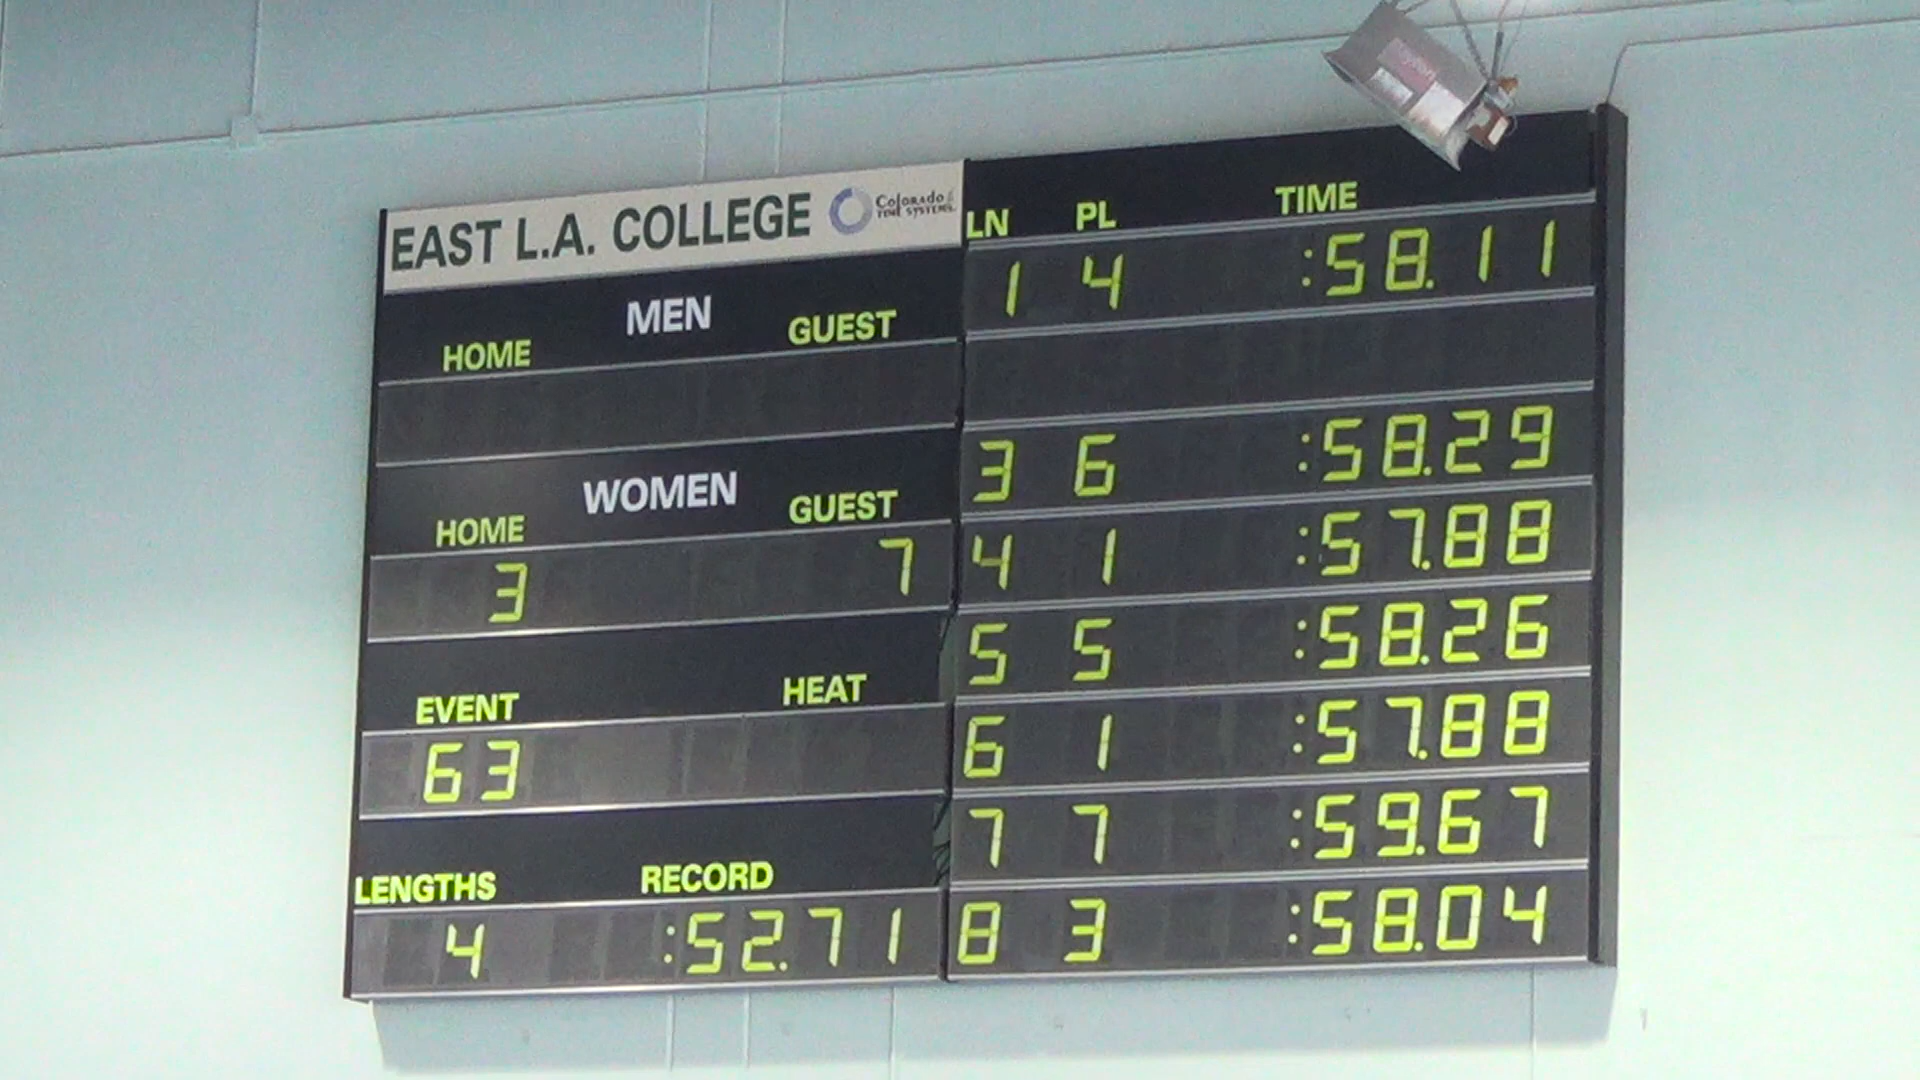 EAST L.A. COLLEGE Colorado TIME SYSTEMS
MEN
HOME GUEST
WOMEN
HOME GUEST
3 7
EVENT HEAT
63
LENGTHS RECORD
4 :52.71
LN PL TIME
1 4 :58.11
3 6 :58.29
4 1 :57.88
5 5 :58.26
6 1 :57.88
7 7 :59.67
8 3 :58.04